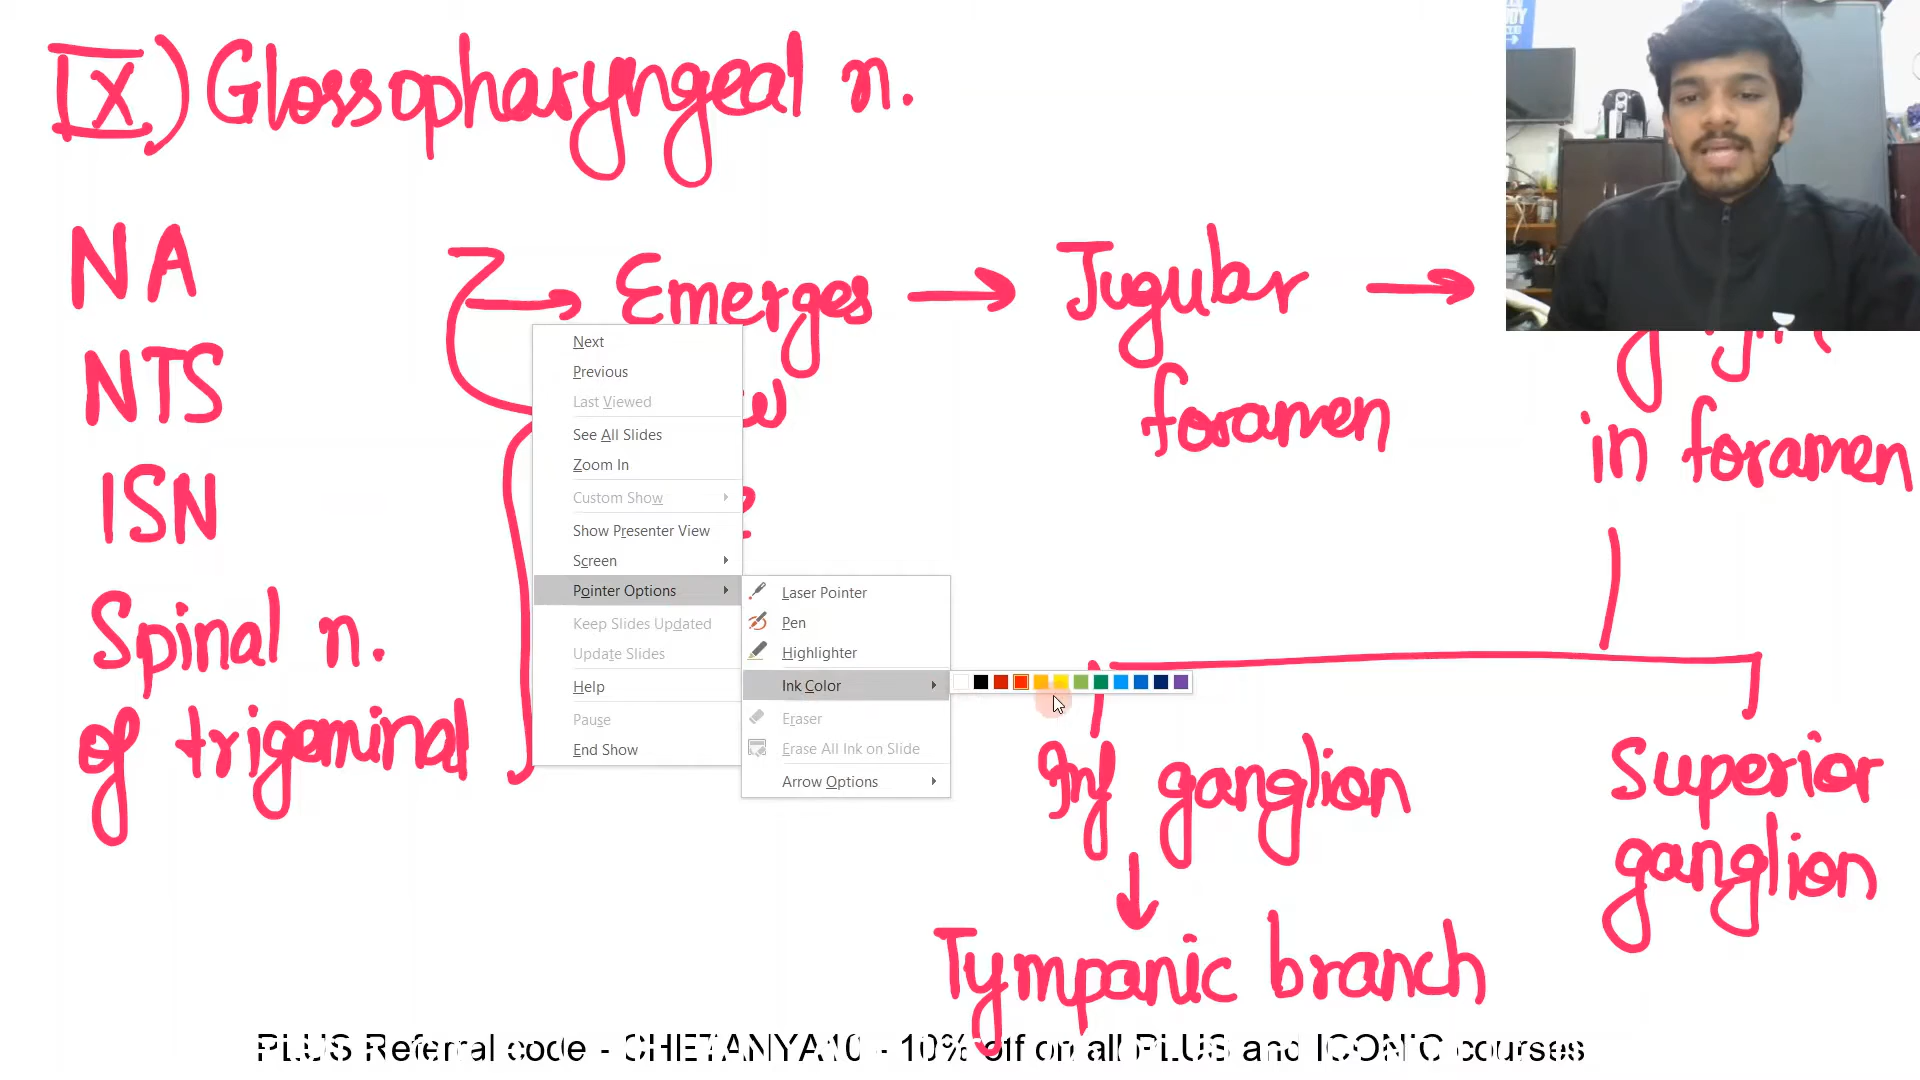 IX) Glossopharyngeal n.
NA → Emerges → Jugular →
foramen
NTS
in foramen
ISN
Spinal n.
of trigeminal
Next
Previous
Last Viewed
See All Slides
Zoom In
Custom Show
Show Presenter View
Screen
Pointer Options
Keep Slides Updated
Update Slides
Help
Pause
End Show
Laser Pointer
Pen
Highlighter
Ink Color
Eraser
Erase All Ink on Slide
Arrow Options
Inf ganglion
Superior
ganglion
Tympanic branch
PLUS Referral code - CHETANYA10 - 10% off on all PLUS and ICONIC courses